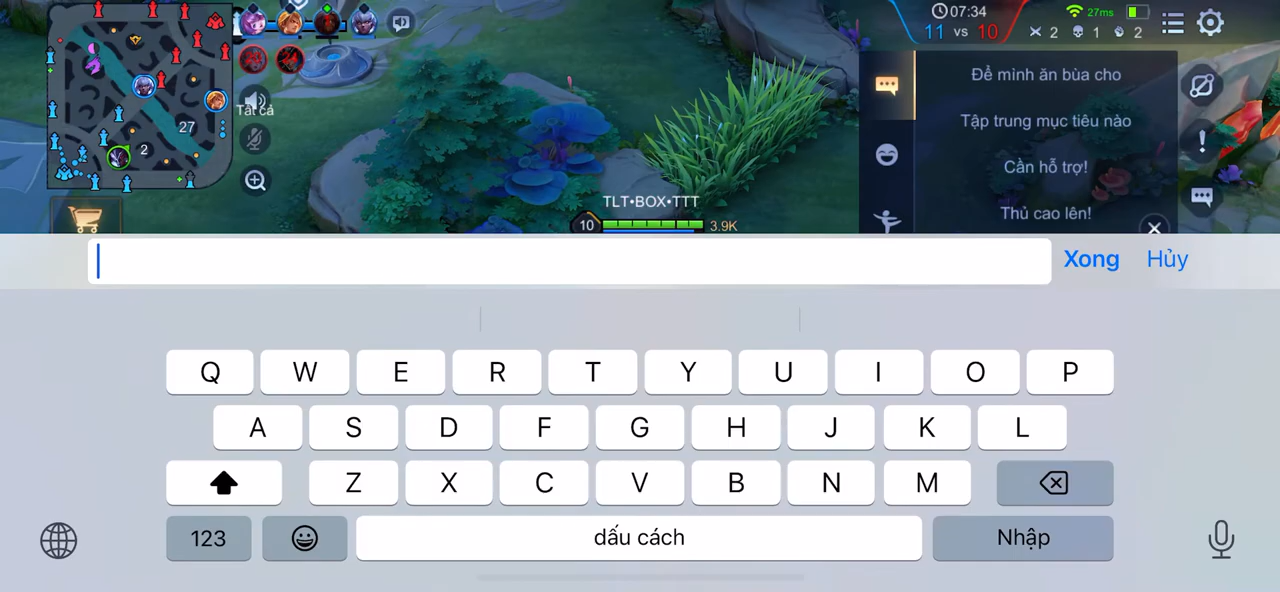 07:34
27ms
11 vs 10
2 1 2
Tất cả
27
2
Để mình ăn bùa cho
Tập trung mục tiêu nào
Cần hỗ trợ!
Thủ cao lên!
TLT•BOX•TTT
10 3.9K
Xong Hủy
Q W E R T Y U I O P
A S D F G H J K L
Z X C V B N M
123 dấu cách Nhập